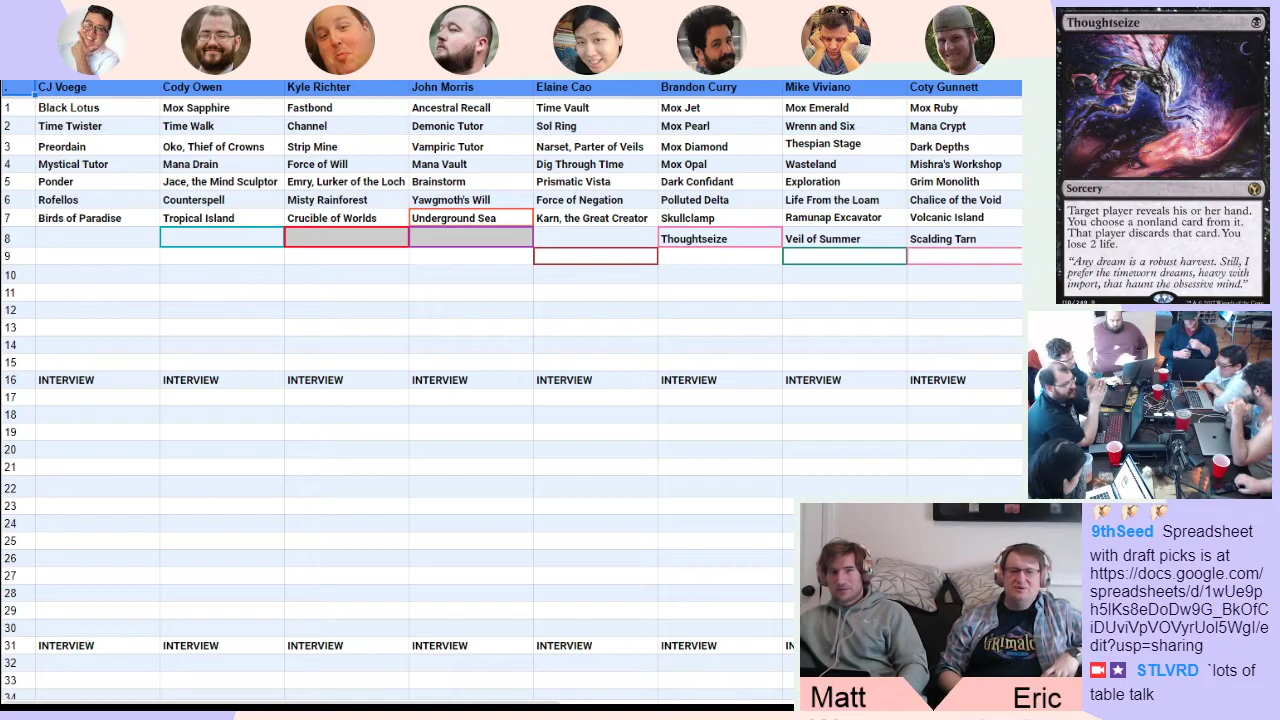 . CJ Voege Cody Owen Kyle Richter John Morris Elaine Cao Brandon Curry Mike Viviano Coty Gunnett
1 Black Lotus Mox Sapphire Fastbond Ancestral Recall Time Vault Mox Jet Mox Emerald Mox Ruby
2 Time Twister Time Walk Channel Demonic Tutor Sol Ring Mox Pearl Wrenn and Six Mana Crypt
3 Preordain Oko, Thief of Crowns Strip Mine Vampiric Tutor Narset, Parter of Veils Mox Diamond Thespian Stage Dark Depths
4 Mystical Tutor Mana Drain Force of Will Mana Vault Dig Through TIme Mox Opal Wasteland Mishra's Workshop
5 Ponder Jace, the Mind Sculptor Emry, Lurker of the Loch Brainstorm Prismatic Vista Dark Confidant Exploration Grim Monolith
6 Rofellos Counterspell Misty Rainforest Yawgmoth's Will Force of Negation Polluted Delta Life From the Loam Chalice of the Void
7 Birds of Paradise Tropical Island Crucible of Worlds Underground Sea Karn, the Great Creator Skullclamp Ramunap Excavator Volcanic Island
8 Thoughtseize Veil of Summer Scalding Tarn
9
10
11
12
13
14
15
16 INTERVIEW INTERVIEW INTERVIEW INTERVIEW INTERVIEW INTERVIEW INTERVIEW INTERVIEW
17
18
19
20
21
22
23
24
25
26
27
28
29
30
31 INTERVIEW INTERVIEW INTERVIEW INTERVIEW INTERVIEW INTERVIEW IN
32
33
34
Thoughtseize
Sorcery
Target player reveals his or her hand.
You choose a nonland card from it.
That player discards that card. You
lose 2 life.
"Any dream is a robust harvest. Still, I
prefer the timeworn dreams, heavy with
import, that haunt the obsessive mind."
GRIMALD
Matt Eric
9thSeed Spreadsheet
with draft picks is at
https://docs.google.com/
spreadsheets/d/1wUe9p
h5lKs8eDoDw9G_BkOfC
iDUviVpVOVyrUol5WgI/e
dit?usp=sharing
STLVRD `lots of
table talk